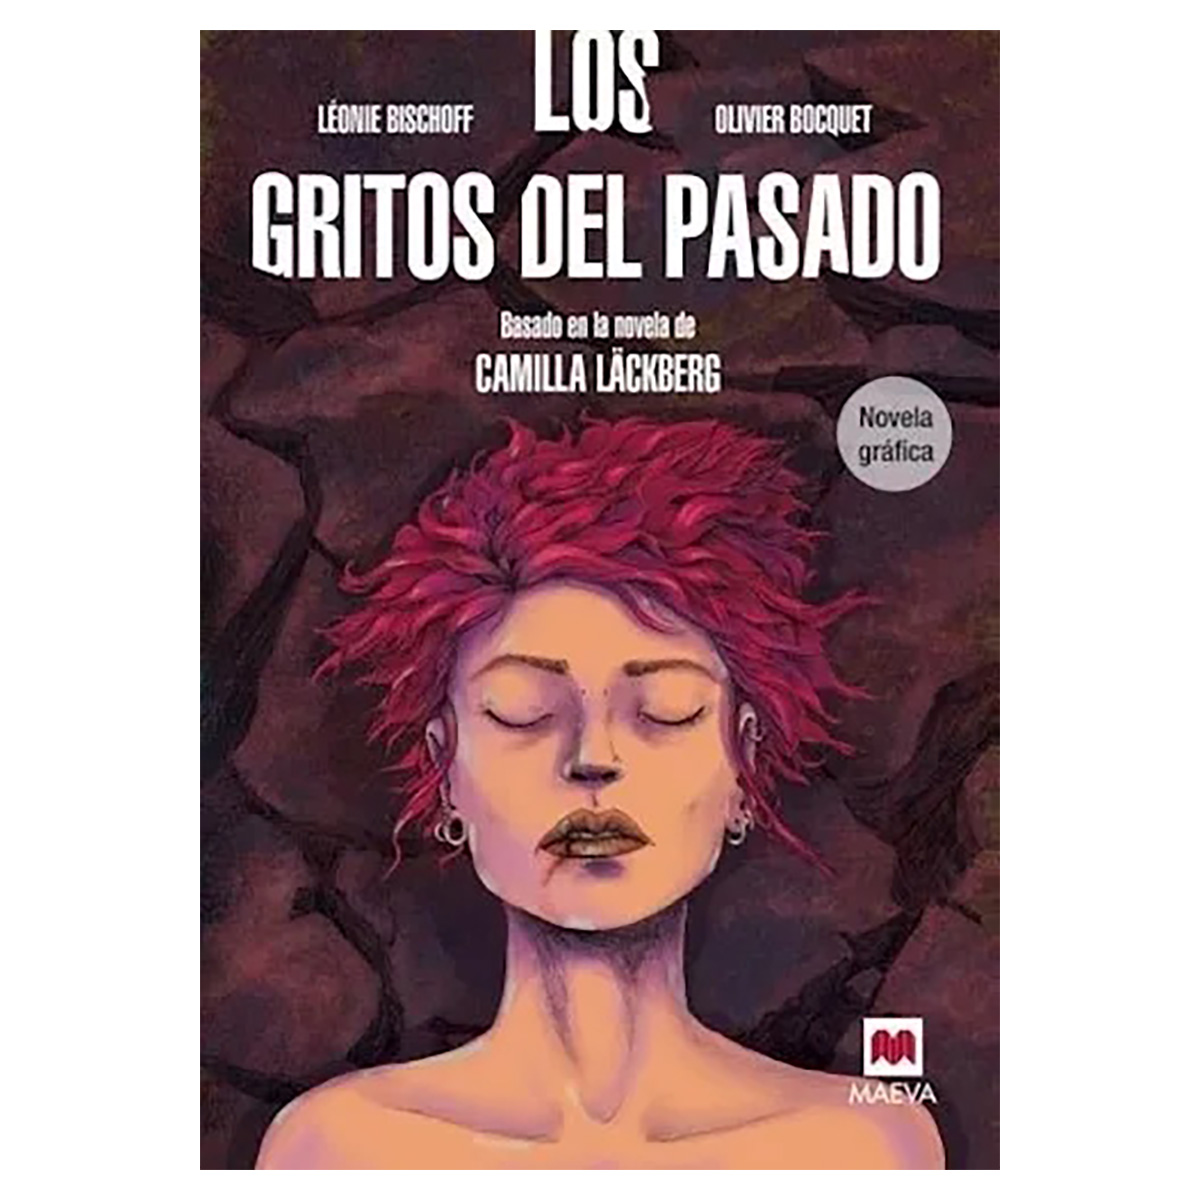 LOS
LÉONIE BISCHOFF
OLIVIER BOCQUET
GRITOS DEL PASADO
Basado en la novela de
CAMILLA LÄCKBERG
Novela
gráfica
MAEVA